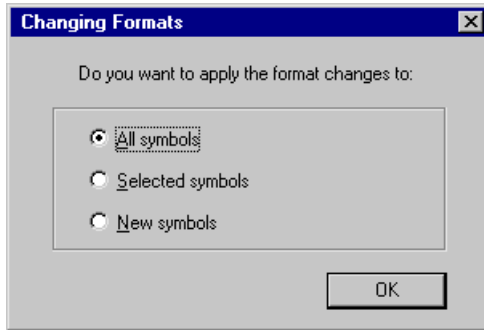 Changing Formats
Do you want to apply the format changes to:
All symbols
Selected symbols
New symbols
OK